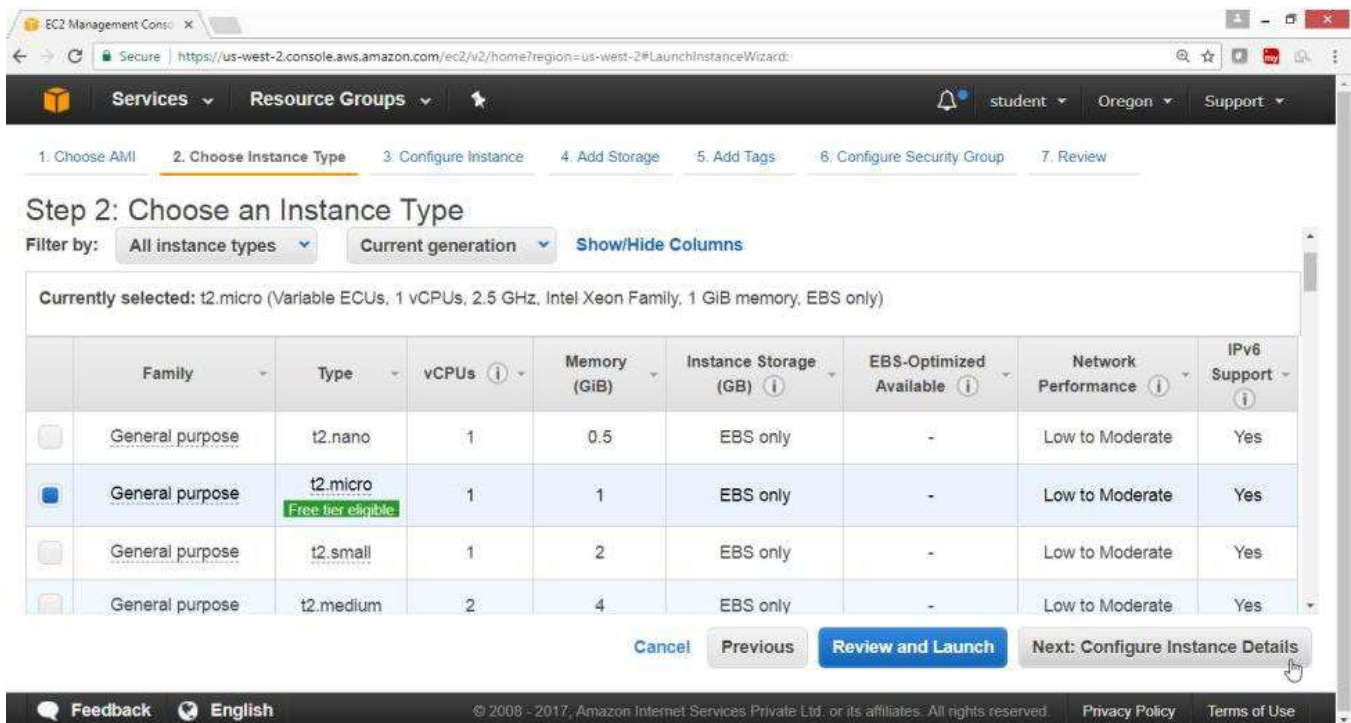 EC2 Management Conso
Secure | https://us-west-2.console.aws.amazon.com/ec2/v2/home?region=us-west-2#LaunchInstanceWizard:
my
Services Resource Groups student Oregon Support
1. Choose AMI 2. Choose Instance Type 3. Configure Instance 4. Add Storage 5. Add Tags 6. Configure Security Group 7. Review
Step 2: Choose an Instance Type
Filter by: All instance types Current generation Show/Hide Columns
Currently selected: t2.micro (Variable ECUs, 1 vCPUs, 2.5 GHz, Intel Xeon Family, 1 GiB memory, EBS only)
Family Type vCPUs Memory (GiB) Instance Storage (GB) EBS-Optimized Available Network Performance IPv6 Support
General purpose t2.nano 1 0.5 EBS only - Low to Moderate Yes
General purpose t2.micro Free tier eligible 1 1 EBS only - Low to Moderate Yes
General purpose t2.small 1 2 EBS only - Low to Moderate Yes
General purpose t2.medium 2 4 EBS only - Low to Moderate Yes
Cancel Previous Review and Launch Next: Configure Instance Details
Feedback English © 2008 - 2017, Amazon Internet Services Private Ltd. or its affiliates. All rights reserved. Privacy Policy Terms of Use